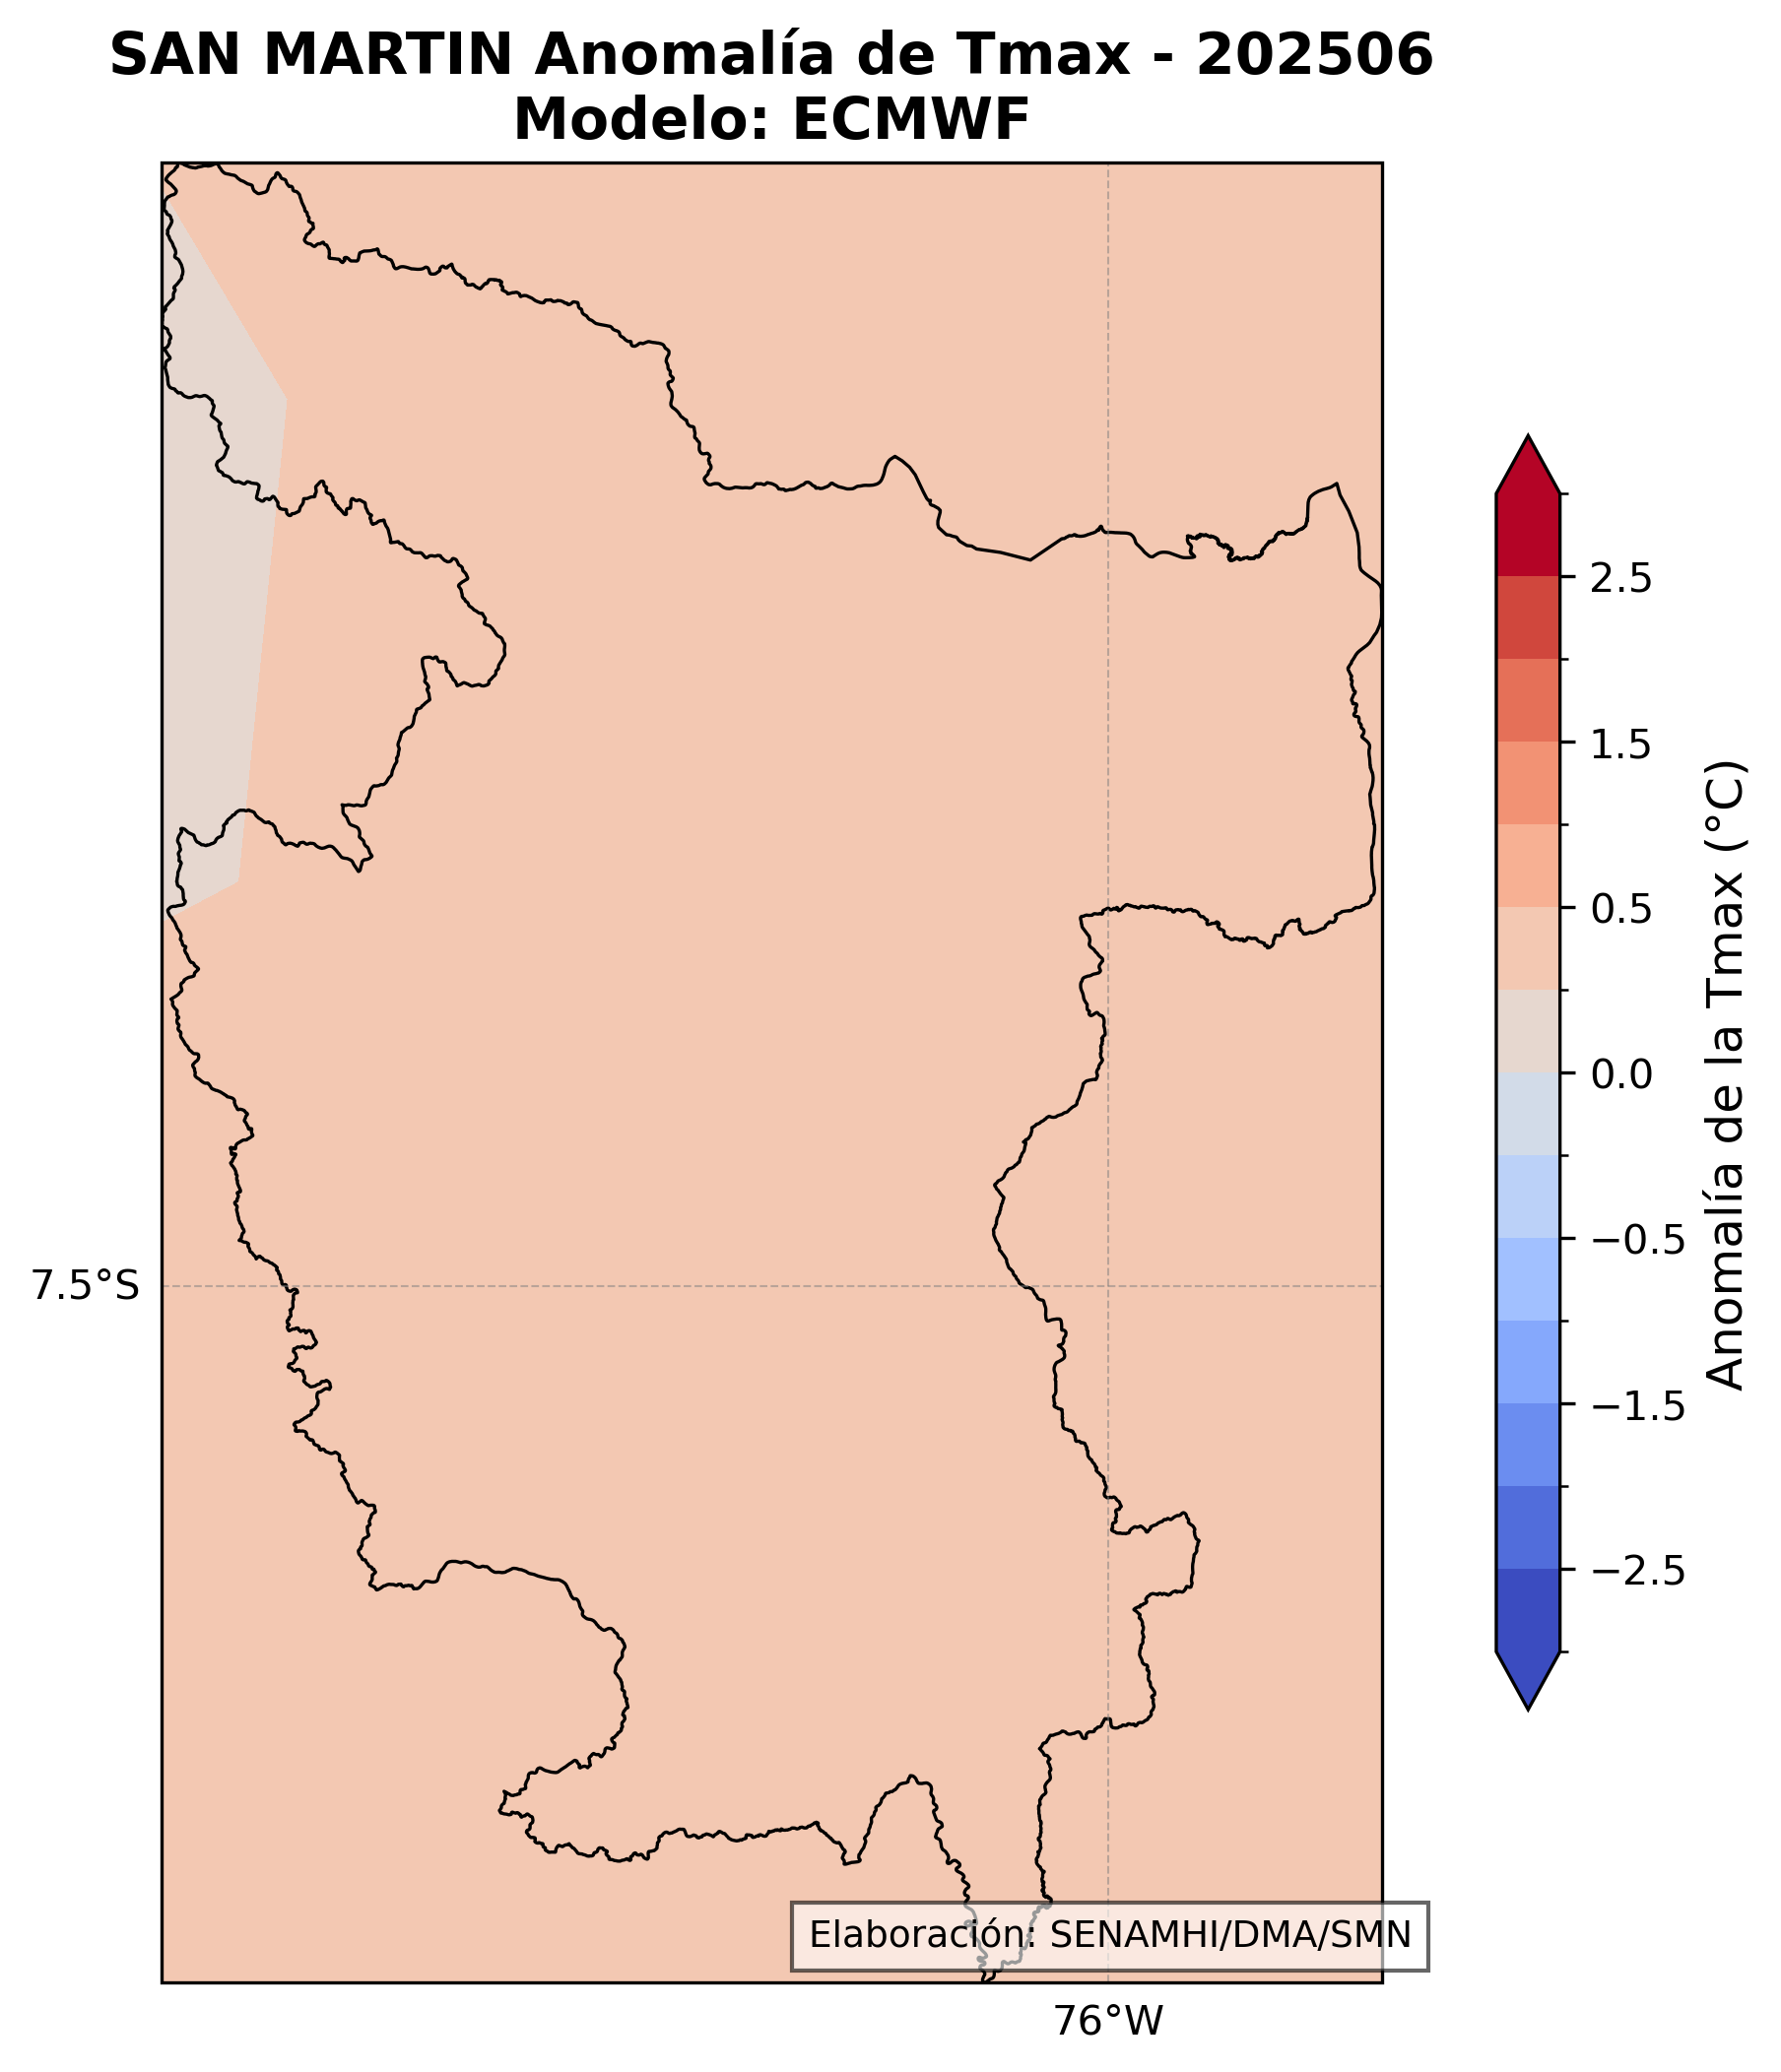 SAN MARTIN Anomalía de Tmax - 202506
Modelo: ECMWF
2.5
1.5
0.5
0.0
−0.5
−1.5
−2.5
Anomalía de la Tmax (°C)
7.5°S
Elaboración: SENAMHI/DMA/SMN
76°W